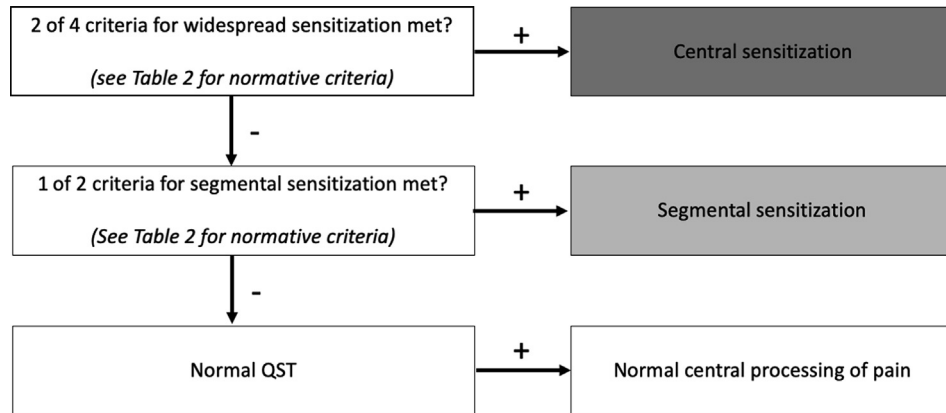 2 of 4 criteria for widespread sensitization met?
(see Table 2 for normative criteria)
+
Central sensitization
-
1 of 2 criteria for segmental sensitization met?
(See Table 2 for normative criteria)
+
Segmental sensitization
-
Normal QST
+
Normal central processing of pain